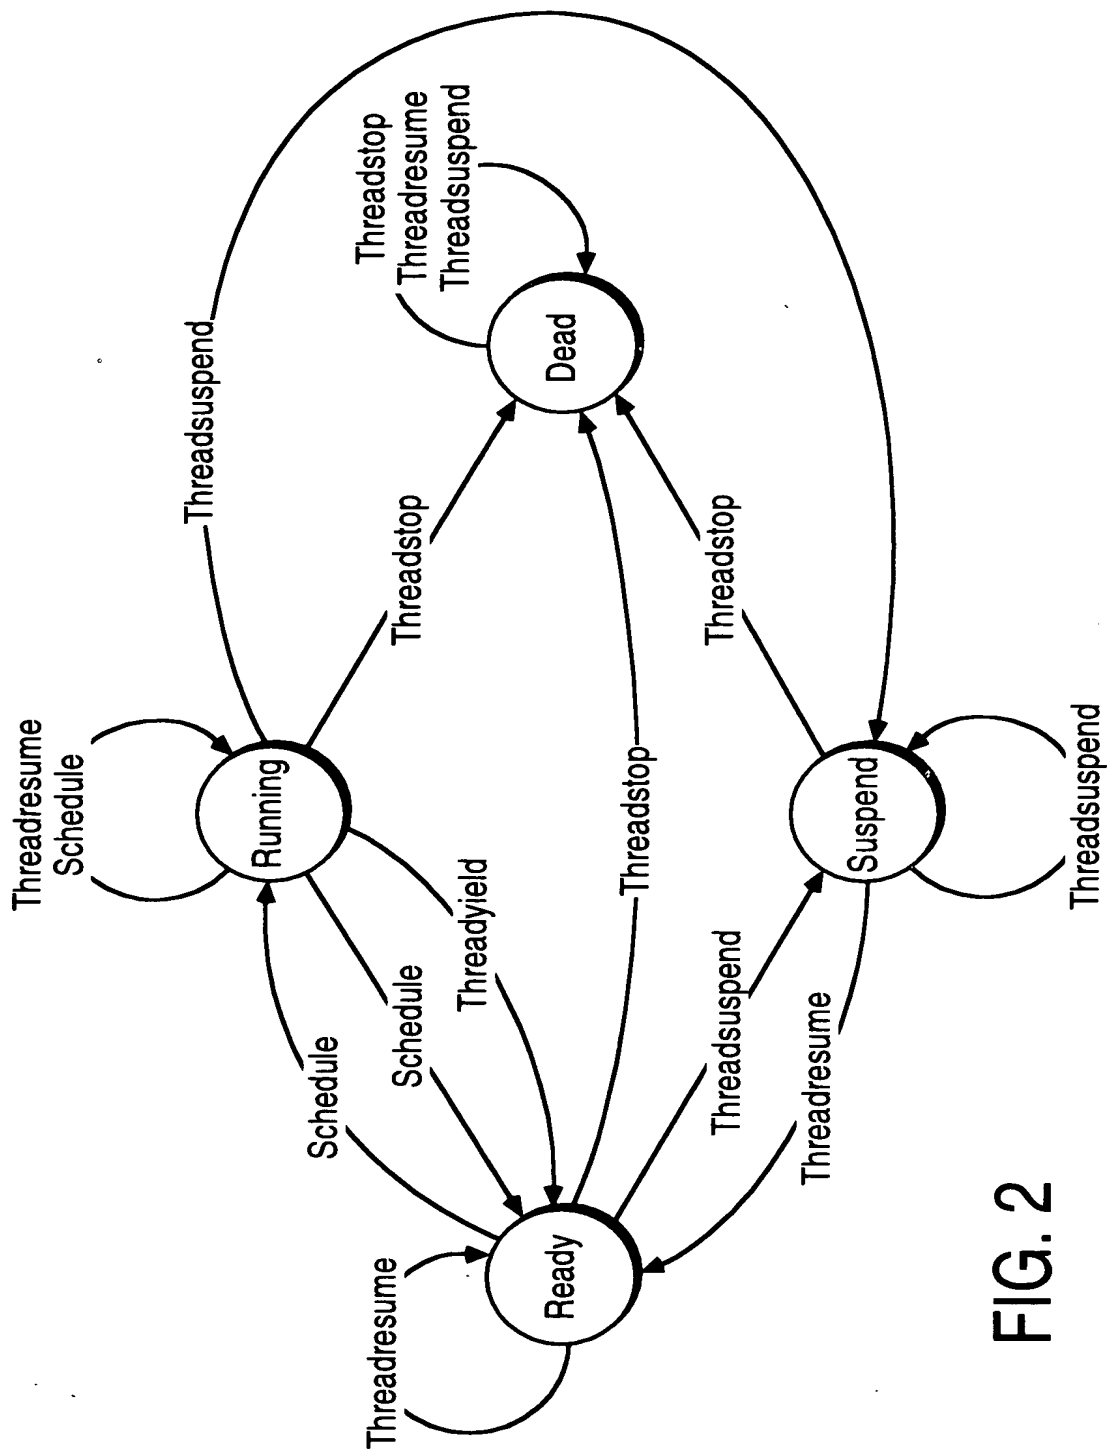 Threadresume
Schedule
Running
Threadsuspend
Threadstop
Threadresume
Threadsuspend
Dead
Threadstop
Threadyield
Schedule
Schedule
Threadresume
Ready
Threadstop
Threadsuspend
Threadresume
Threadstop
Suspend
Threadsuspend
FIG. 2